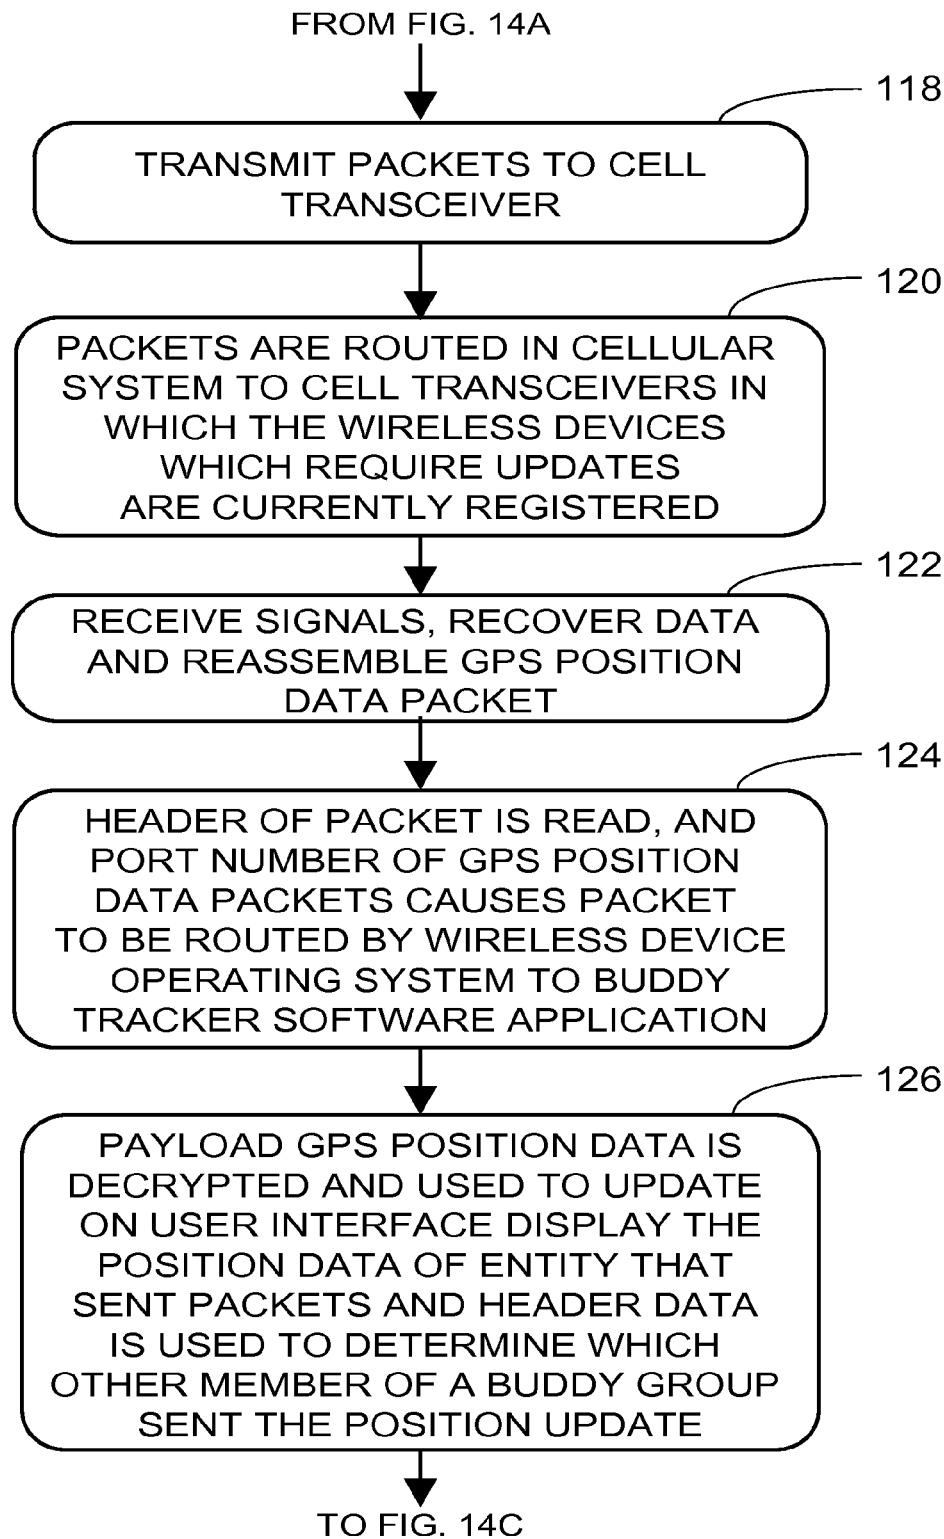 FROM FIG. 14A
118
TRANSMIT PACKETS TO CELL
TRANSCEIVER
120
PACKETS ARE ROUTED IN CELLULAR
SYSTEM TO CELL TRANSCEIVERS IN
WHICH THE WIRELESS DEVICES
WHICH REQUIRE UPDATES
ARE CURRENTLY REGISTERED
122
RECEIVE SIGNALS, RECOVER DATA
AND REASSEMBLE GPS POSITION
DATA PACKET
124
HEADER OF PACKET IS READ, AND
PORT NUMBER OF GPS POSITION
DATA PACKETS CAUSES PACKET
TO BE ROUTED BY WIRELESS DEVICE
OPERATING SYSTEM TO BUDDY
TRACKER SOFTWARE APPLICATION
126
PAYLOAD GPS POSITION DATA IS
DECRYPTED AND USED TO UPDATE
ON USER INTERFACE DISPLAY THE
POSITION DATA OF ENTITY THAT
SENT PACKETS AND HEADER DATA
IS USED TO DETERMINE WHICH
OTHER MEMBER OF A BUDDY GROUP
SENT THE POSITION UPDATE
TO FIG. 14C